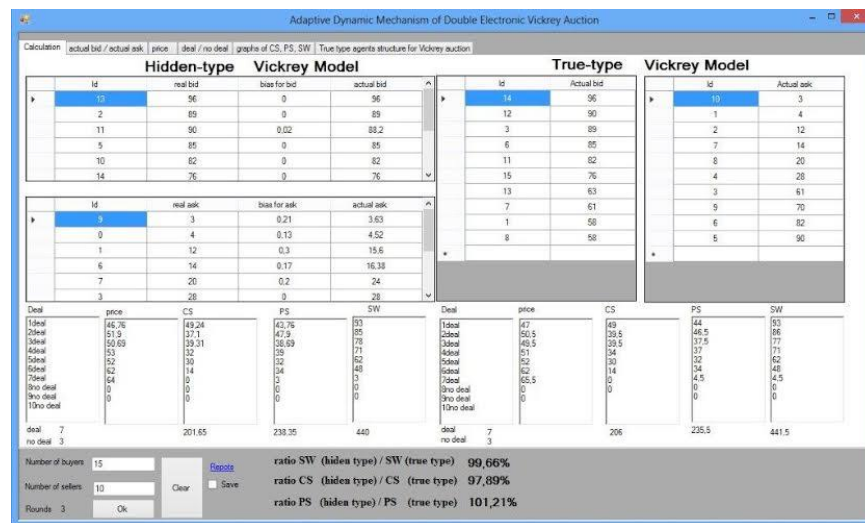 Adaptive Dynamic Mechanism of Double Electronic Vickrey Auction
Calculation actual bid / actual ask price deal / no deal graphs of CS, PS, SW True type agents structure for Vickrey auction
Hidden-type Vickrey Model
Id real bid bias for bid actual bid
13 96 0 96
2 89 0 89
11 90 0,02 88,2
5 85 0 85
10 82 0 82
14 76 0 76
Id real ask bias for ask actual ask
9 3 0,21 3,63
0 4 0,13 4,52
1 12 0,3 15,6
6 14 0,17 16,38
7 20 0,2 24
3 28 0 28
True-type Vickrey Model
Id Actual bid
14 96
12 90
3 89
6 85
11 82
15 76
13 63
7 61
1 58
8 58
Id Actual ask
10 3
1 4
2 12
7 14
8 20
4 28
3 61
9 70
6 82
5 90
Deal price CS PS SW
1deal 46,76 49,24 43,76 93
2deal 51,9 37,1 47,9 85
3deal 50,69 39,31 38,69 78
4deal 53 32 39 71
5deal 52 30 32 62
6deal 62 14 34 48
7deal 64 0 3 3
8no deal 0 0 0 0
9no deal 0 0 0 0
10no deal
deal 7 201,65 238,35 440
no deal 3
Deal price CS PS SW
1deal 47 49 44 93
2deal 50,5 39,5 46,5 86
3deal 49,5 39,5 37,5 77
4deal 51 34 37 71
5deal 52 30 32 62
6deal 62 14 34 48
7deal 65,5 0 4,5 4,5
8no deal 0 0 0 0
9no deal 0 0 0 0
10no deal
deal 7 206 235,5 441,5
no deal 3
Number of buyers 15
Number of sellers 10
Rounds 3 Ok
Clear
Repots
Save
ratio SW (hiden type) / SW (true type) 99,66%
ratio CS (hiden type) / CS (true type) 97,89%
ratio PS (hiden type) / PS (true type) 101,21%